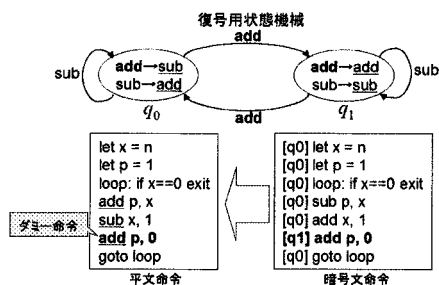 復号用状態機械
add
add→sub
sub→add
q0
sub
add→add
sub→sub
q1
sub
add
let x = n
let p = 1
loop: if x==0 exit
add p, x
sub x, 1
add p, 0
goto loop
ダミー命令
平文命令
[q0] let x = n
[q0] let p = 1
[q0] loop: if x==0 exit
[q0] sub p, x
[q0] add x, 1
[q1] add p, 0
[q0] goto loop
暗号文命令